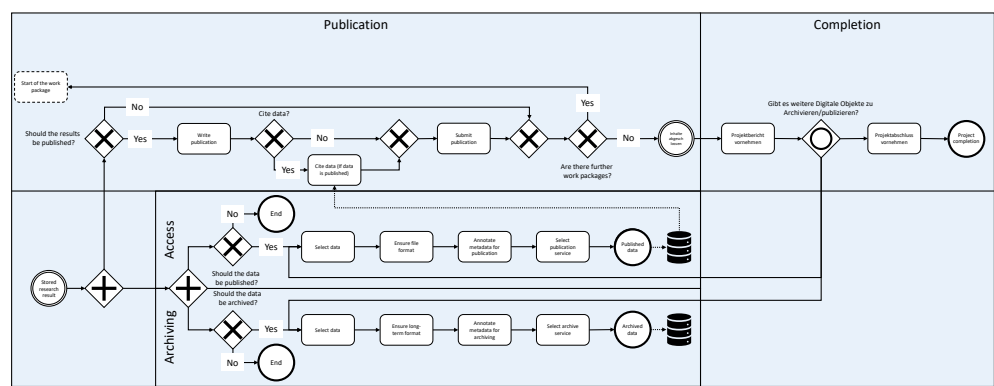 Publication
Completion
Start of the work
package
Should the results
be published?
No
Yes
Write
publication
Cite data?
No
Yes
Cite data (if data
is published)
Submit
publication
Yes
No
Are there further
work packages?
Inhalte
abgesch
lossen
Projektbericht
vornehmen
Gibt es weitere Digitale Objekte zu
Archivieren/publizieren?
Projektabschluss
vornehmen
Project
completion
Stored
research
result
Access
No
End
Yes
Should the data
be published?
Select data
Ensure file
format
Annotate
metadata for
publication
Select
publication
service
Published
data
Archiving
Should the data
be archived?
Yes
No
End
Select data
Ensure long-
term format
Annotate
metadata for
archiving
Select archive
service
Archived
data